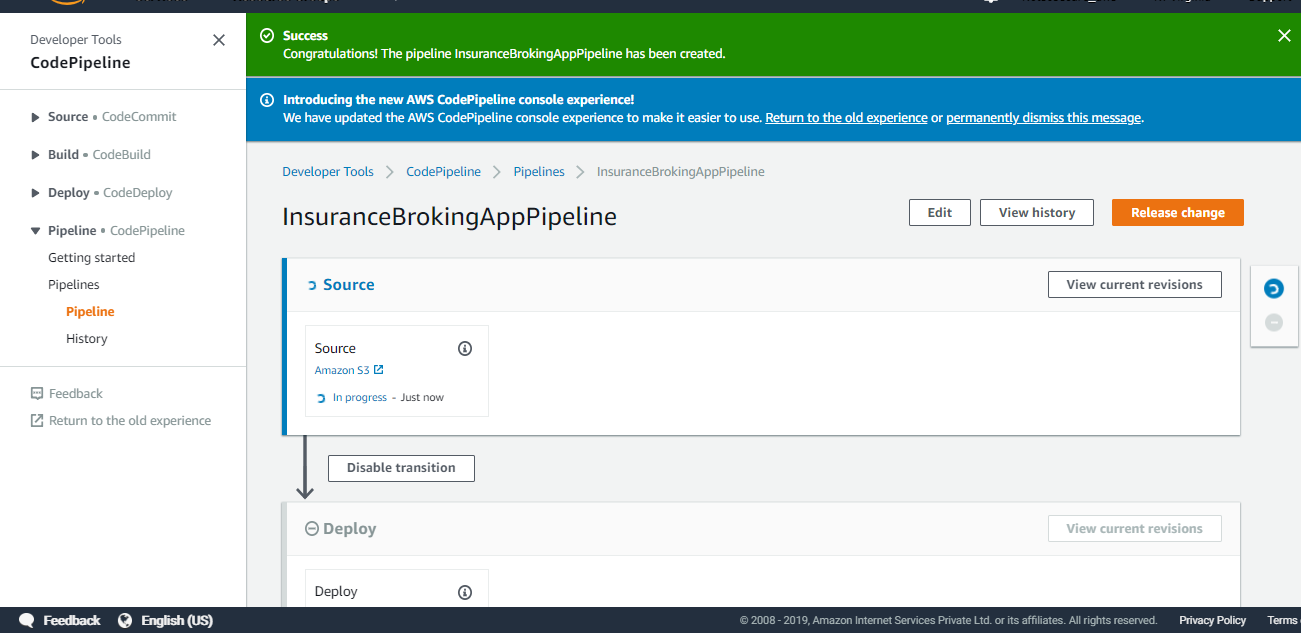 Developer Tools
CodePipeline
Source • CodeCommit
Build • CodeBuild
Deploy • CodeDeploy
Pipeline • CodePipeline
Getting started
Pipelines
Pipeline
History
Feedback
Return to the old experience
Success
Congratulations! The pipeline InsuranceBrokingAppPipeline has been created.
Introducing the new AWS CodePipeline console experience!
We have updated the AWS CodePipeline console experience to make it easier to use. Return to the old experience or permanently dismiss this message.
Developer Tools > CodePipeline > Pipelines > InsuranceBrokingAppPipeline
InsuranceBrokingAppPipeline
Edit
View history
Release change
Source
View current revisions
Source
Amazon S3
In progress - Just now
Disable transition
Deploy
View current revisions
Deploy
Feedback
English (US)
© 2008 - 2019, Amazon Internet Services Private Ltd. or its affiliates. All rights reserved.
Privacy Policy
Terms